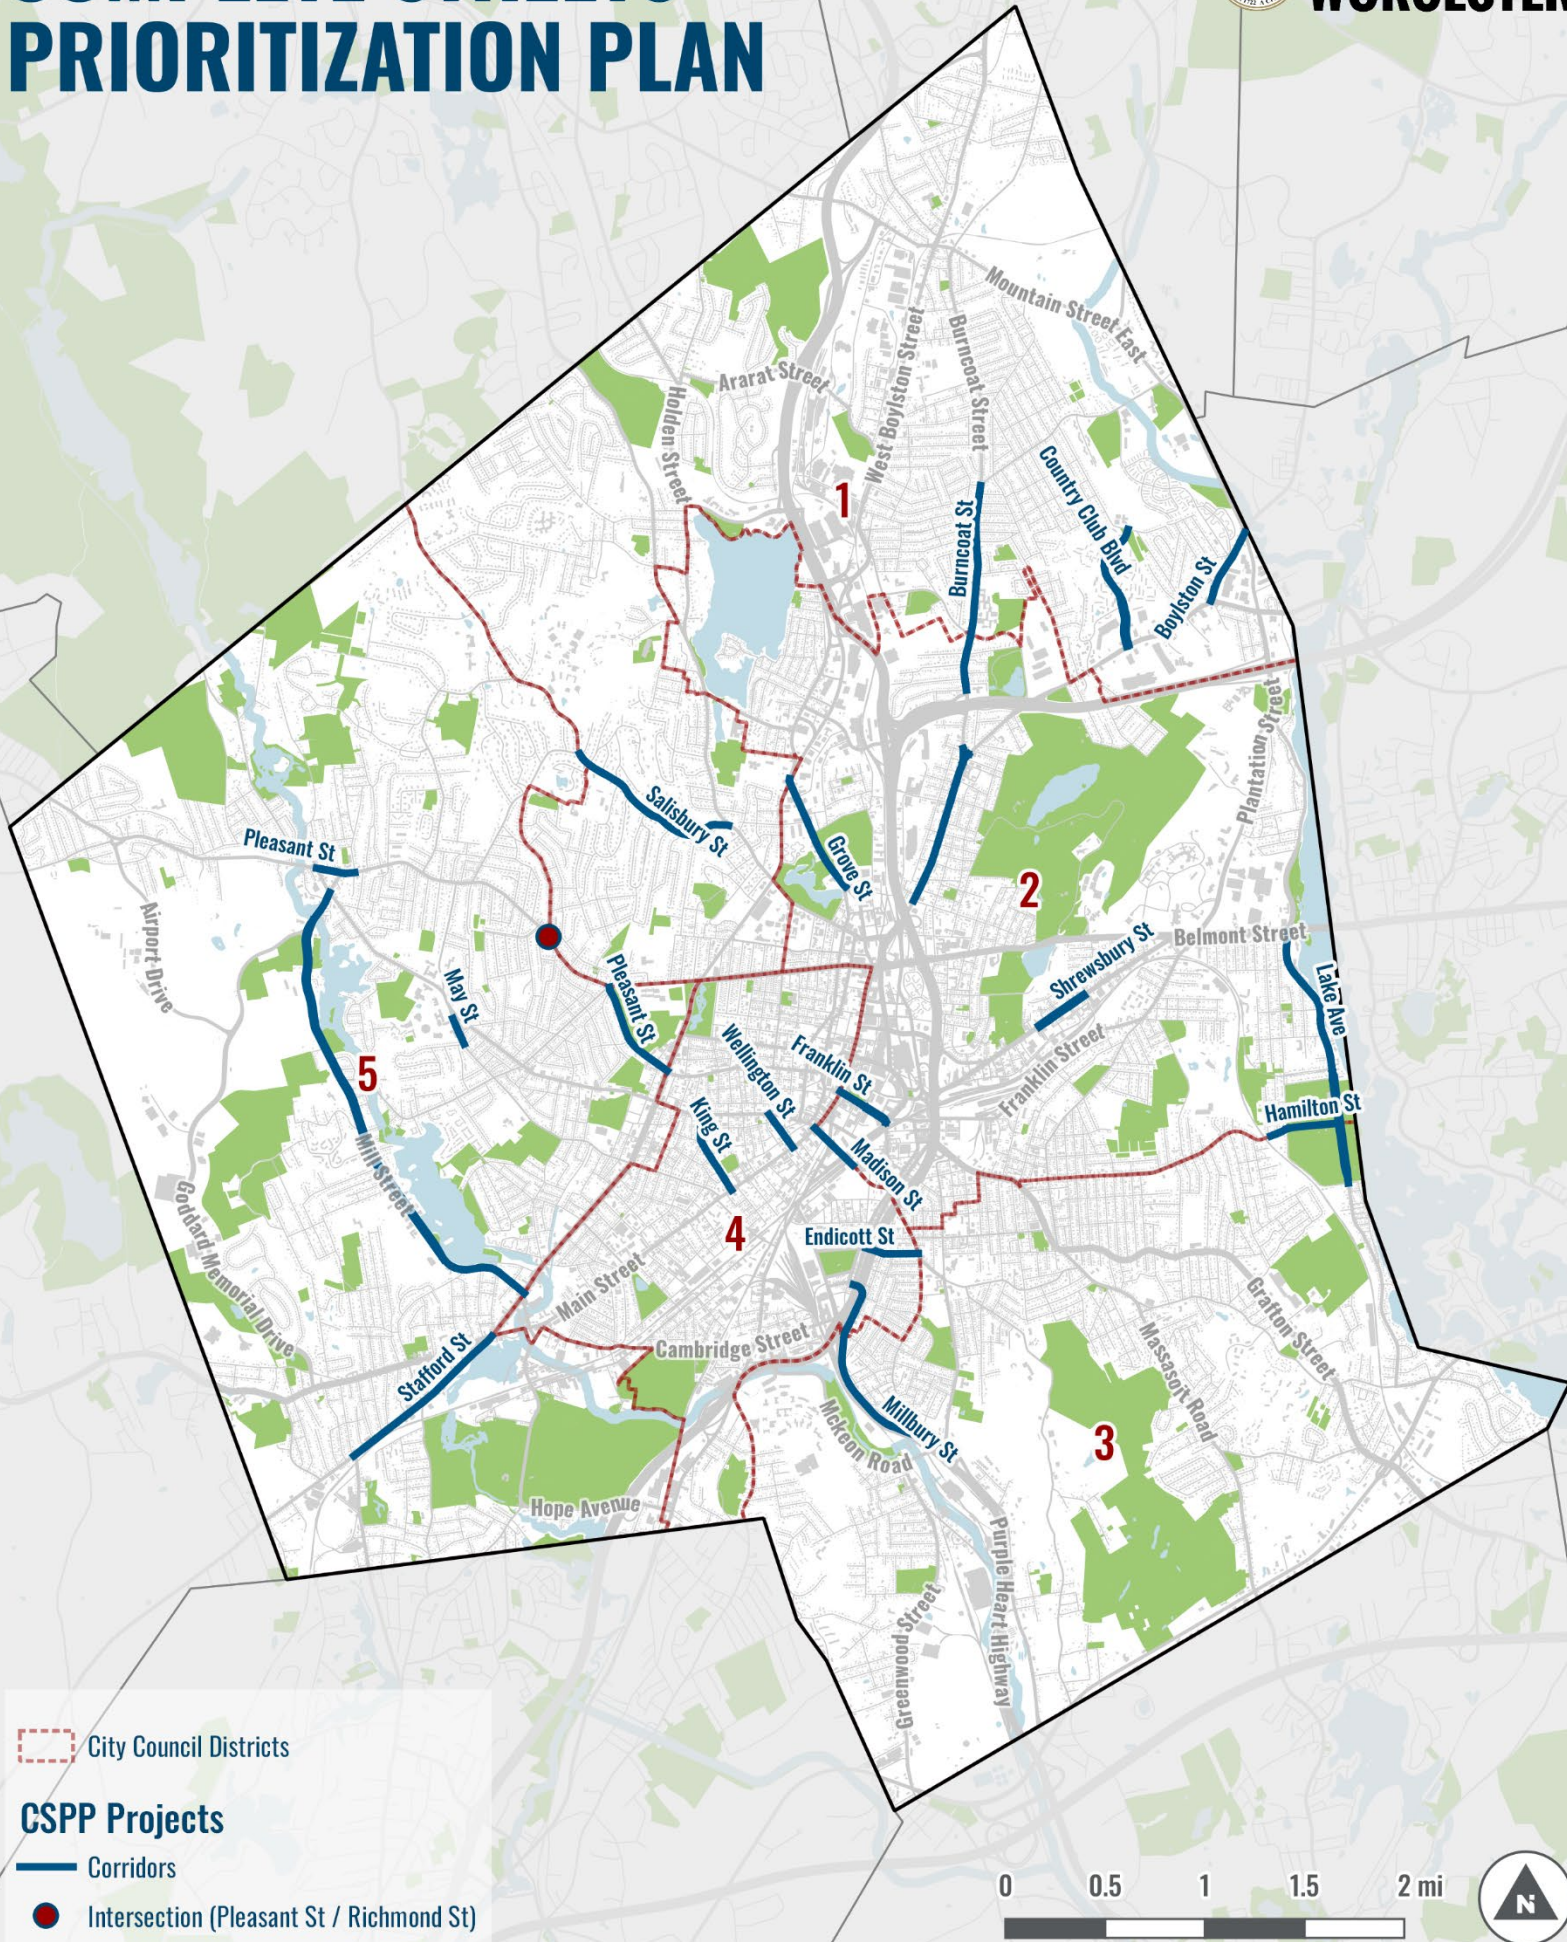 PRIORITIZATION PLAN
Mountain Street East
West Boylston Street
Burncoat Street
Ararat Street
Holden Street
1
Country Club Blvd
Burncoat St
Boylston St
Plantation Street
Salisbury St
Pleasant St
Grove St
2
Airport Drive
Belmont Street
Shrewsbury St
May St
Pleasant St
Lake Ave
Wellington St
Franklin St
Franklin Street
5
King St
Hamilton St
Mill Street
Madison St
Goddard Memorial Drive
4
Endicott St
Main Street
Grafton Street
Cambridge Street
Massasoit Road
Stafford St
Millbury St
McKeon Road
3
Hope Avenue
Purple Heart Highway
Greenwood Street
City Council Districts
CSPP Projects
Corridors
Intersection (Pleasant St / Richmond St)
0 0.5 1 1.5 2 mi
N